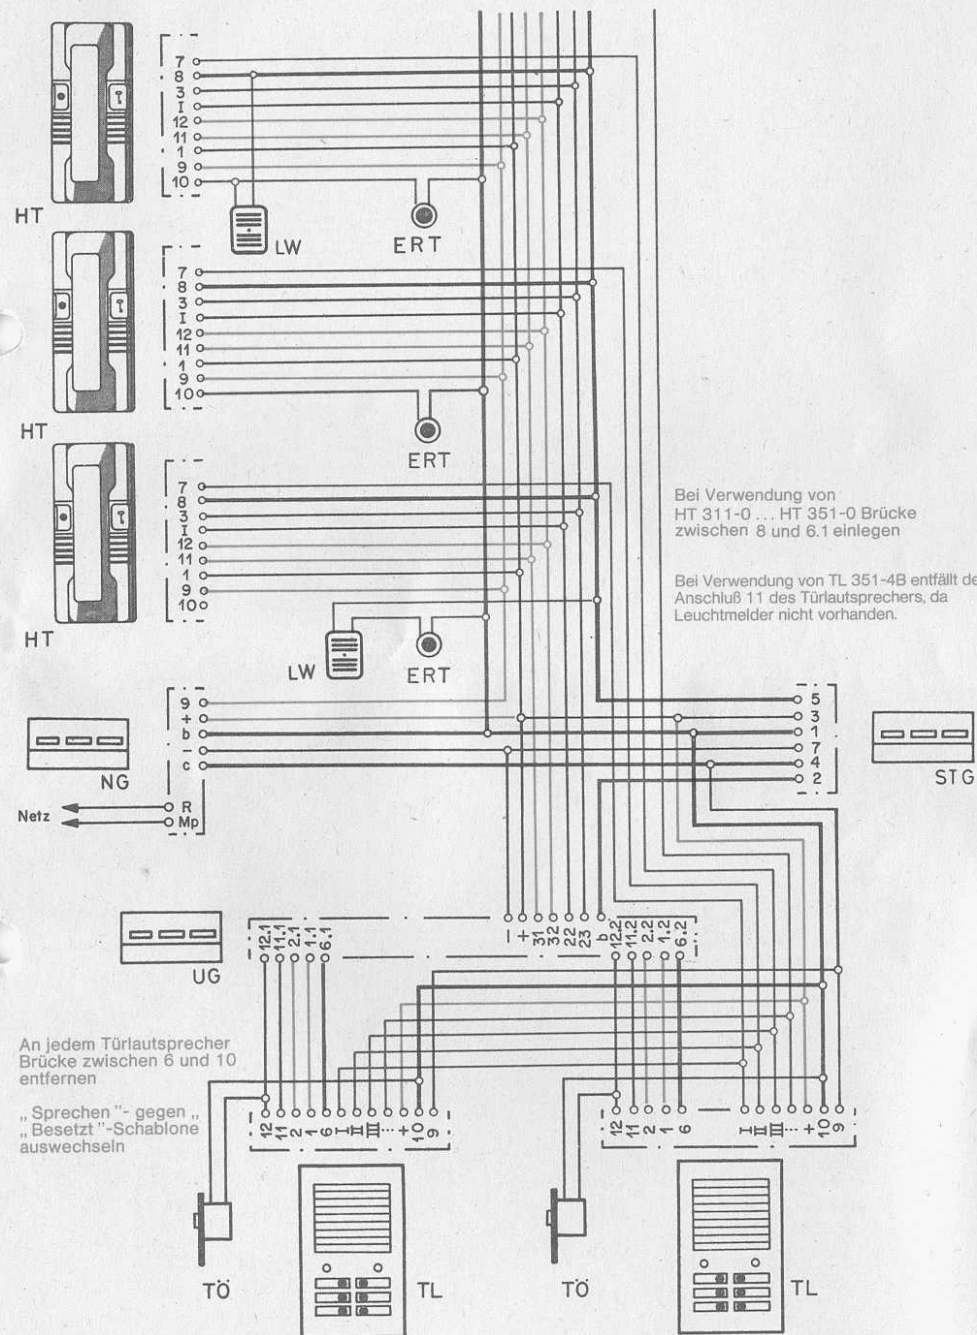 7
8
3
I
12
11
1
9
10
HT
LW
ERT
7
8
3
I
12
11
1
9
10
HT
ERT
7
8
3
I
12
11
1
9
10
HT
LW
ERT
Bei Verwendung von
HT 311-0 ... HT 351-0 Brücke
zwischen 8 und 6.1 einlegen
Bei Verwendung von TL 351-4B entfällt de
Anschluß 11 des Türlautsprechers, da
Leuchtmelder nicht vorhanden.
9
+
b
–
c
R
Mp
NG
Netz
5
3
1
7
4
2
STG
UG
12.1
11.1
2.1
1.1
6.1
–
+
31
32
22
23
b
12.2
11.2
2.2
1.2
6.2
An jedem Türlautsprecher
Brücke zwischen 6 und 10
entfernen
„ Sprechen "- gegen „
„ Besetzt "-Schablone
auswechseln
12
11
2
1
6
I
II
III
...
+
10
9
12
11
2
1
6
I
II
III
...
+
10
9
TÖ
TL
TÖ
TL